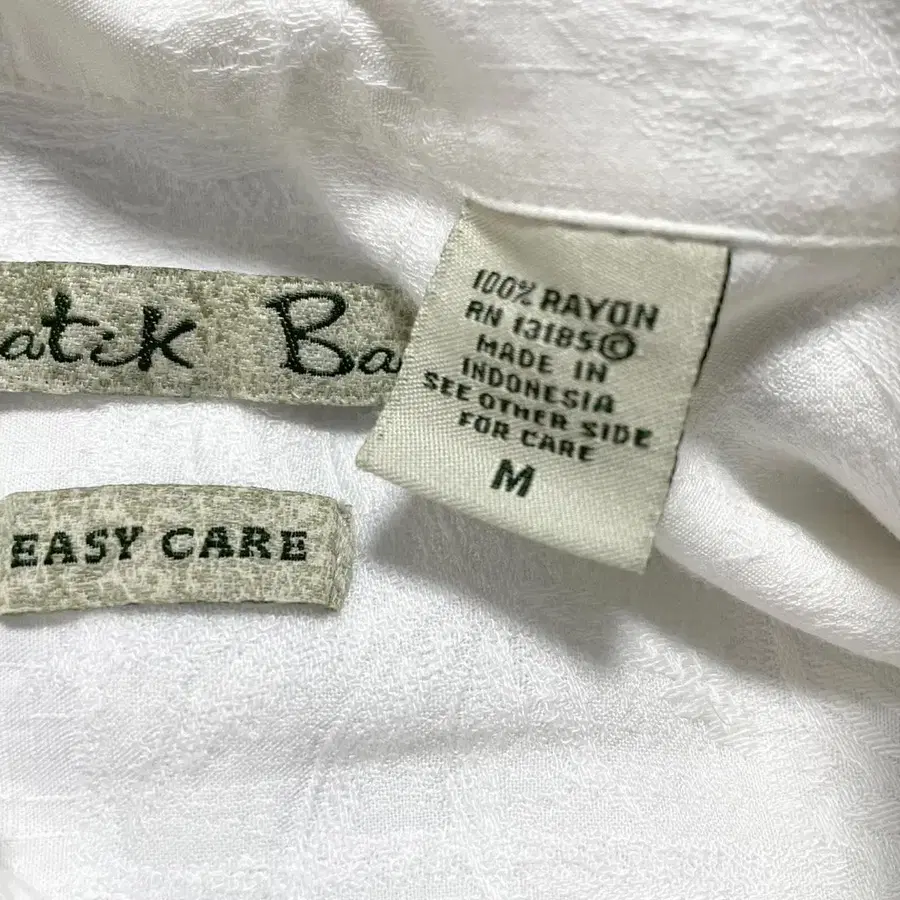 atik Ba
EASY CARE
100% RAYON
RN 13185©
MADE IN
INDONESIA
SEE OTHER SIDE
FOR CARE
M